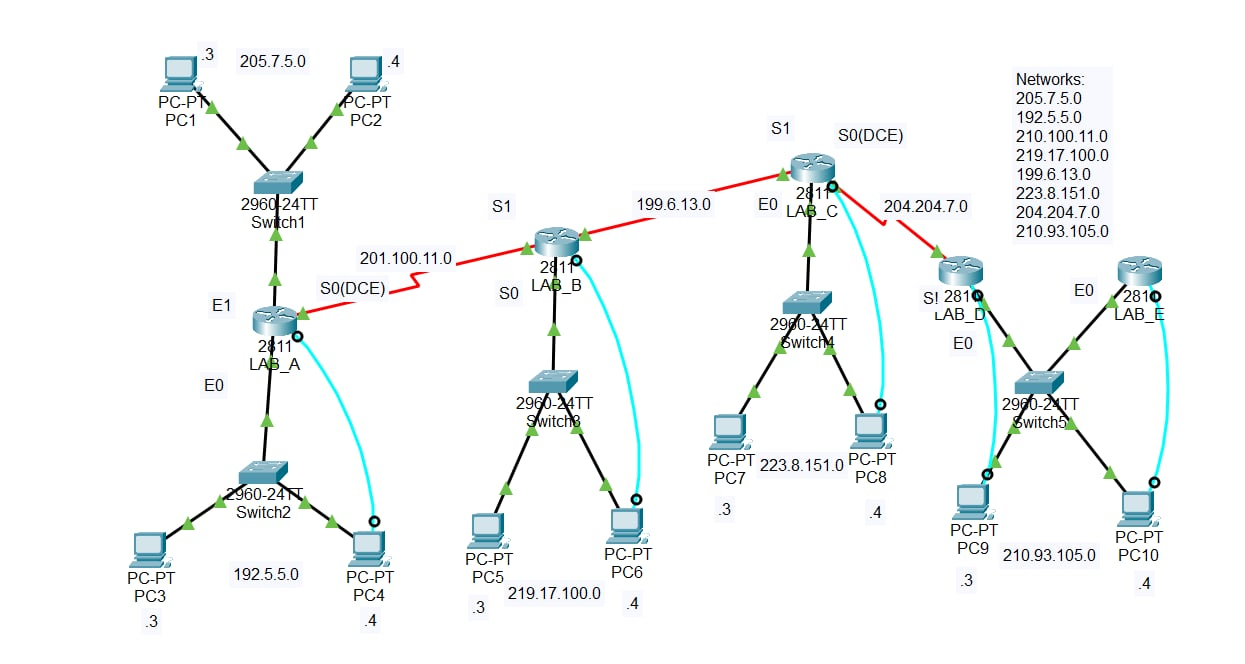 .3
205.7.5.0
.4
PC-PT
PC1
PC-PT
PC2
2960-24TT
Switch1
E1
S0(DCE)
201.100.11.0
2811
LAB_A
E0
2960-24TT
Switch2
PC-PT
PC3
192.5.5.0
PC-PT
PC4
.3
.4
S1
199.6.13.0
2811
LAB_B
S0
2960-24TT
Switch3
PC-PT
PC5
PC-PT
PC6
219.17.100.0
.3
.4
S1
S0(DCE)
2811
LAB_C
E0
204.204.7.0
2960-24TT
Switch4
PC-PT
PC7
223.8.151.0
PC-PT
PC8
.3
.4
Networks:
205.7.5.0
192.5.5.0
210.100.11.0
219.17.100.0
199.6.13.0
223.8.151.0
204.204.7.0
210.93.105.0
S!
LAB_D
E0
E0
LAB_E
2960-24TT
Switch5
PC-PT
PC9
210.93.105.0
PC-PT
PC10
.3
.4